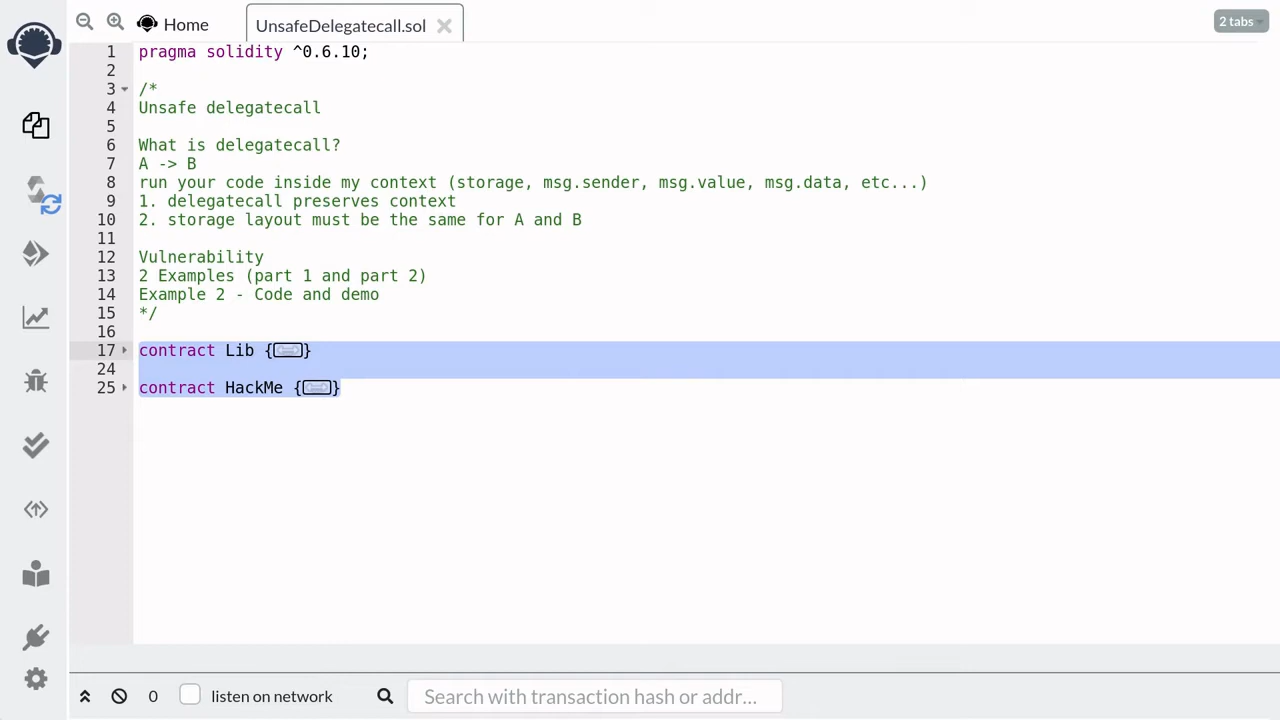 Home
UnsafeDelegatecall.sol
2 tabs
1 pragma solidity ^0.6.10;
2
3 /*
4 Unsafe delegatecall
5
6 What is delegatecall?
7 A -> B
8 run your code inside my context (storage, msg.sender, msg.value, msg.data, etc...)
9 1. delegatecall preserves context
10 2. storage layout must be the same for A and B
11
12 Vulnerability
13 2 Examples (part 1 and part 2)
14 Example 2 - Code and demo
15 */
16
17 contract Lib {}
24
25 contract HackMe {}
0 listen on network Search with transaction hash or addr...